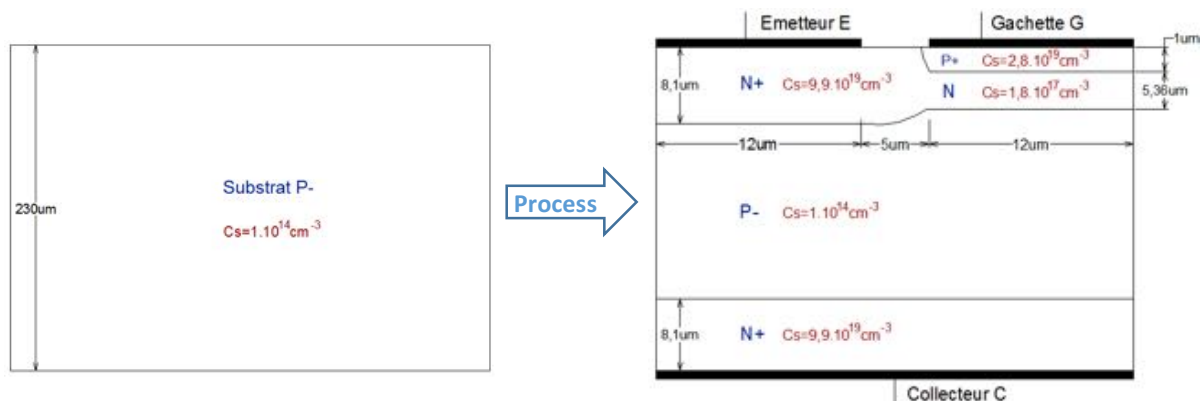 230um
Substrat P-
Cs=1.10^14cm^-3
Process
Emetteur E
Gachette G
1um
P+ Cs=2,8.10^19cm^-3
8,1um
N+ Cs=9,9.10^19cm^-3
N Cs=1,8.10^17cm^-3
5,36um
12um
5um
12um
P- Cs=1.10^14cm^-3
8,1um
N+ Cs=9,9.10^19cm^-3
Collecteur C